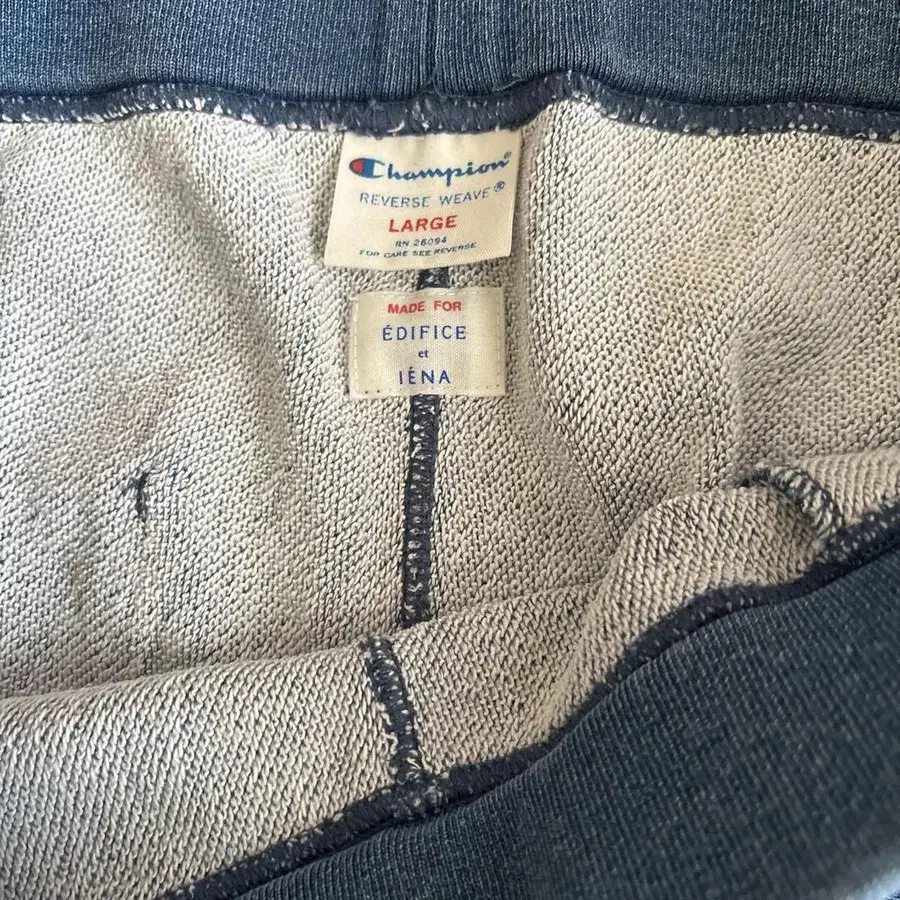 Champion®
REVERSE WEAVE®
LARGE
RN 26094
FOR CARE SEE REVERSE
MADE FOR
ÉDIFICE
et
IÉNA